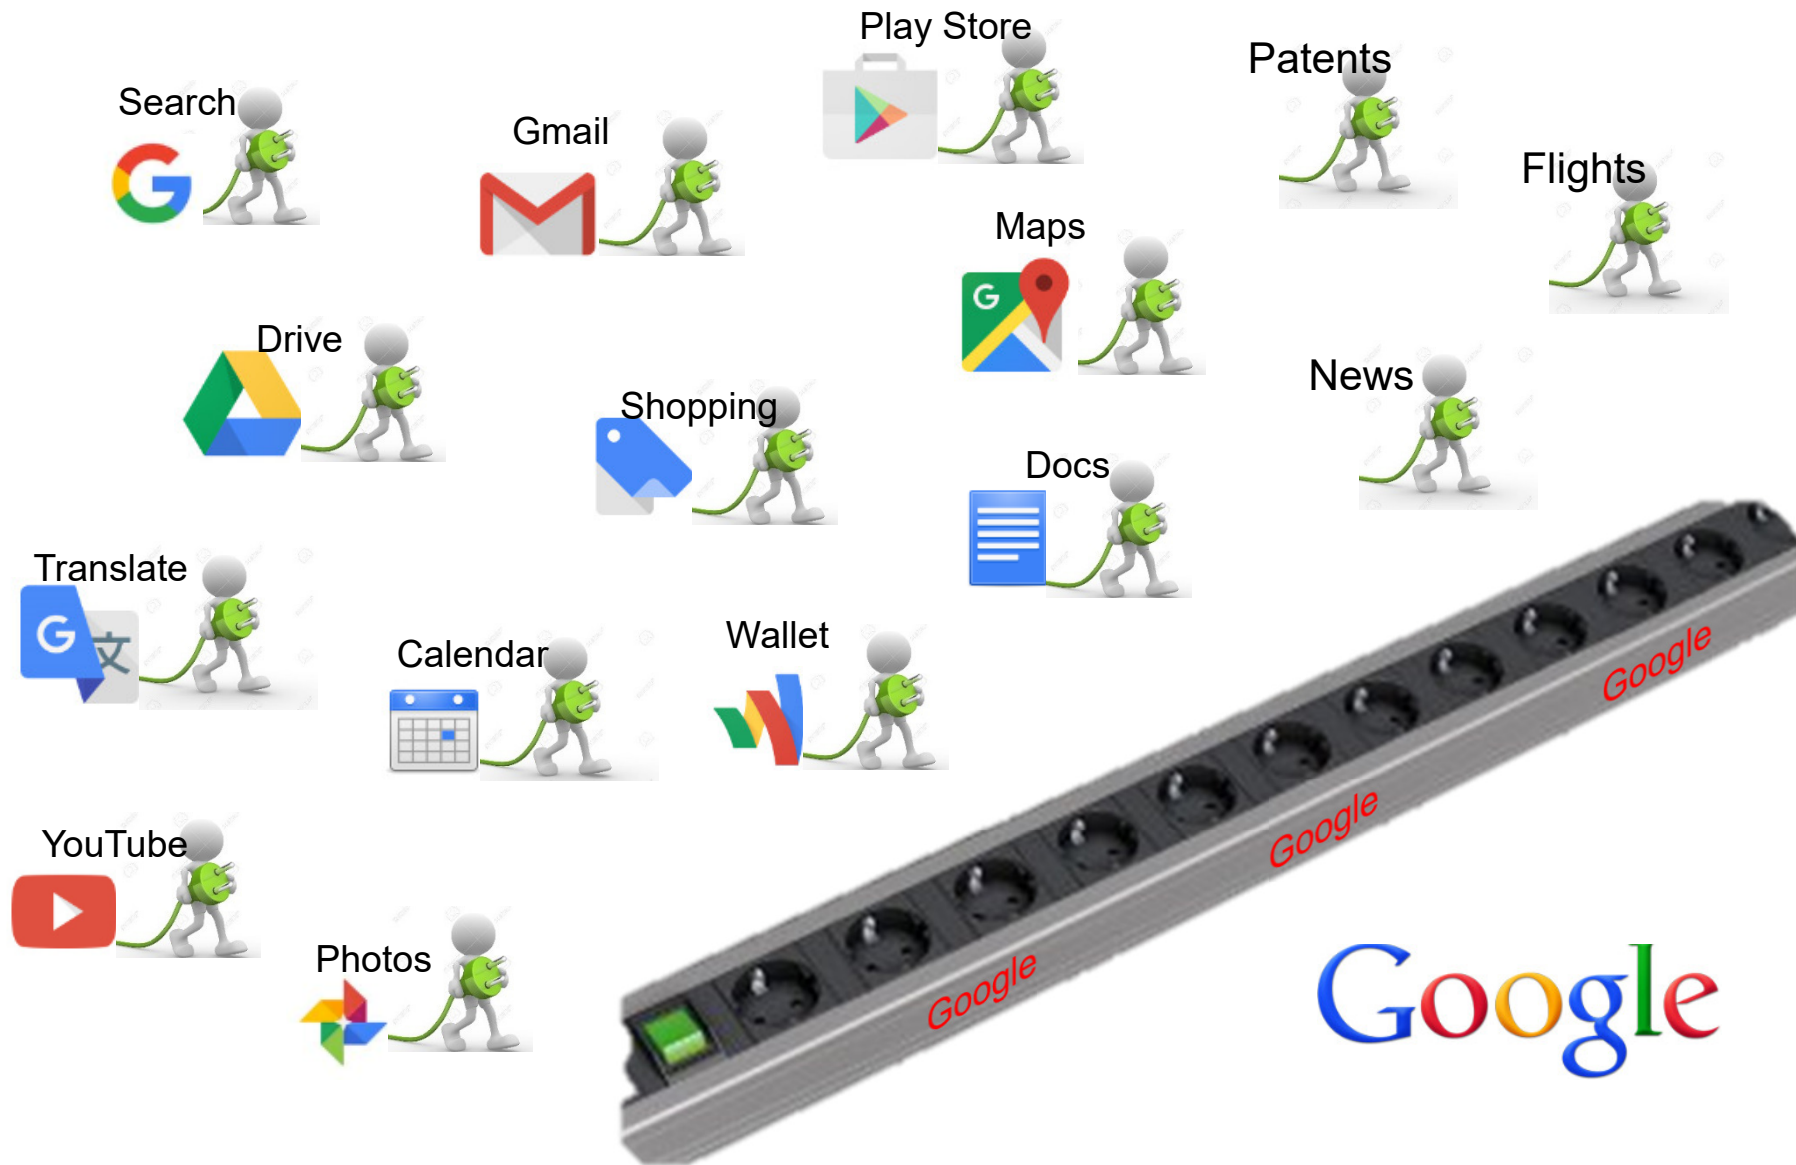 Play Store
Patents
Search
Gmail
Flights
G
Maps
G
Drive
News
Shopping
Docs
Translate
G
文
Wallet
Calendar
Google
YouTube
Google
Photos
Google
Google